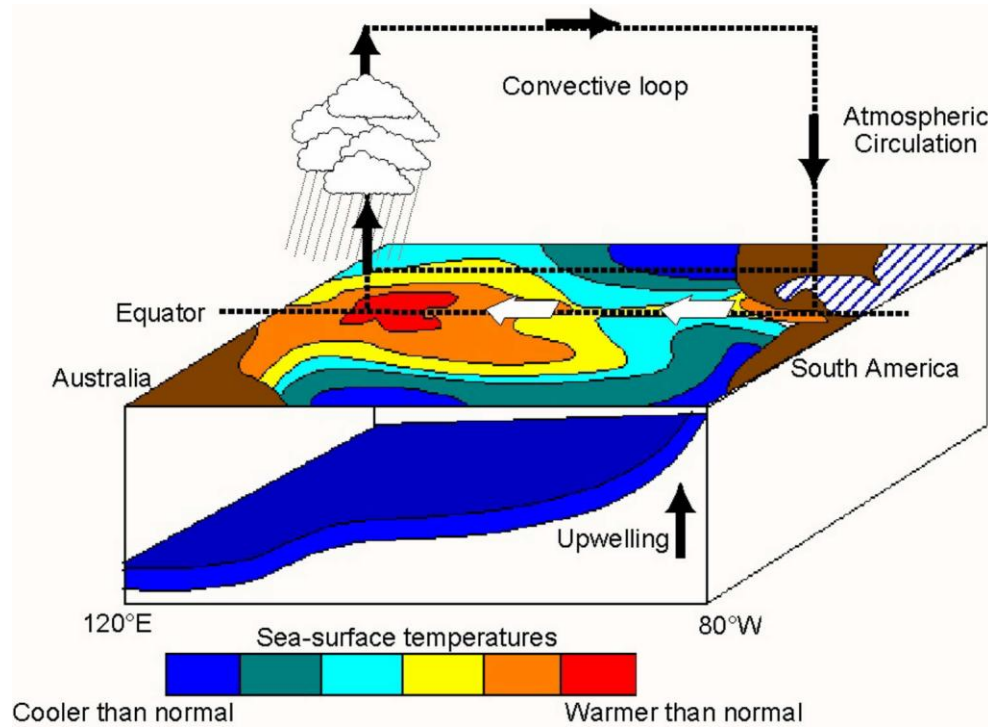 Convective loop
Atmospheric
Circulation
Equator
Australia
South America
Upwelling
120°E
80°W
Sea-surface temperatures
Cooler than normal
Warmer than normal